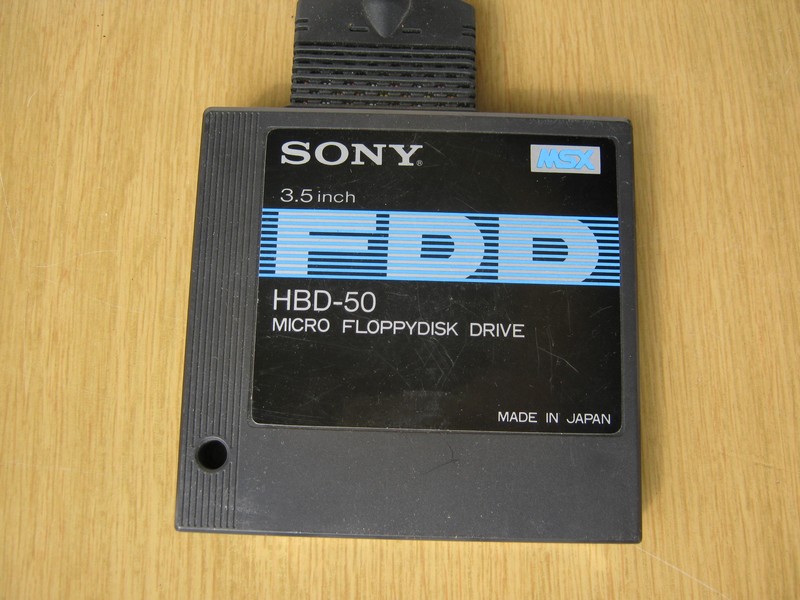 SONY®
MSX
3.5 inch
FDD
HBD-50
MICRO FLOPPYDISK DRIVE
MADE IN JAPAN